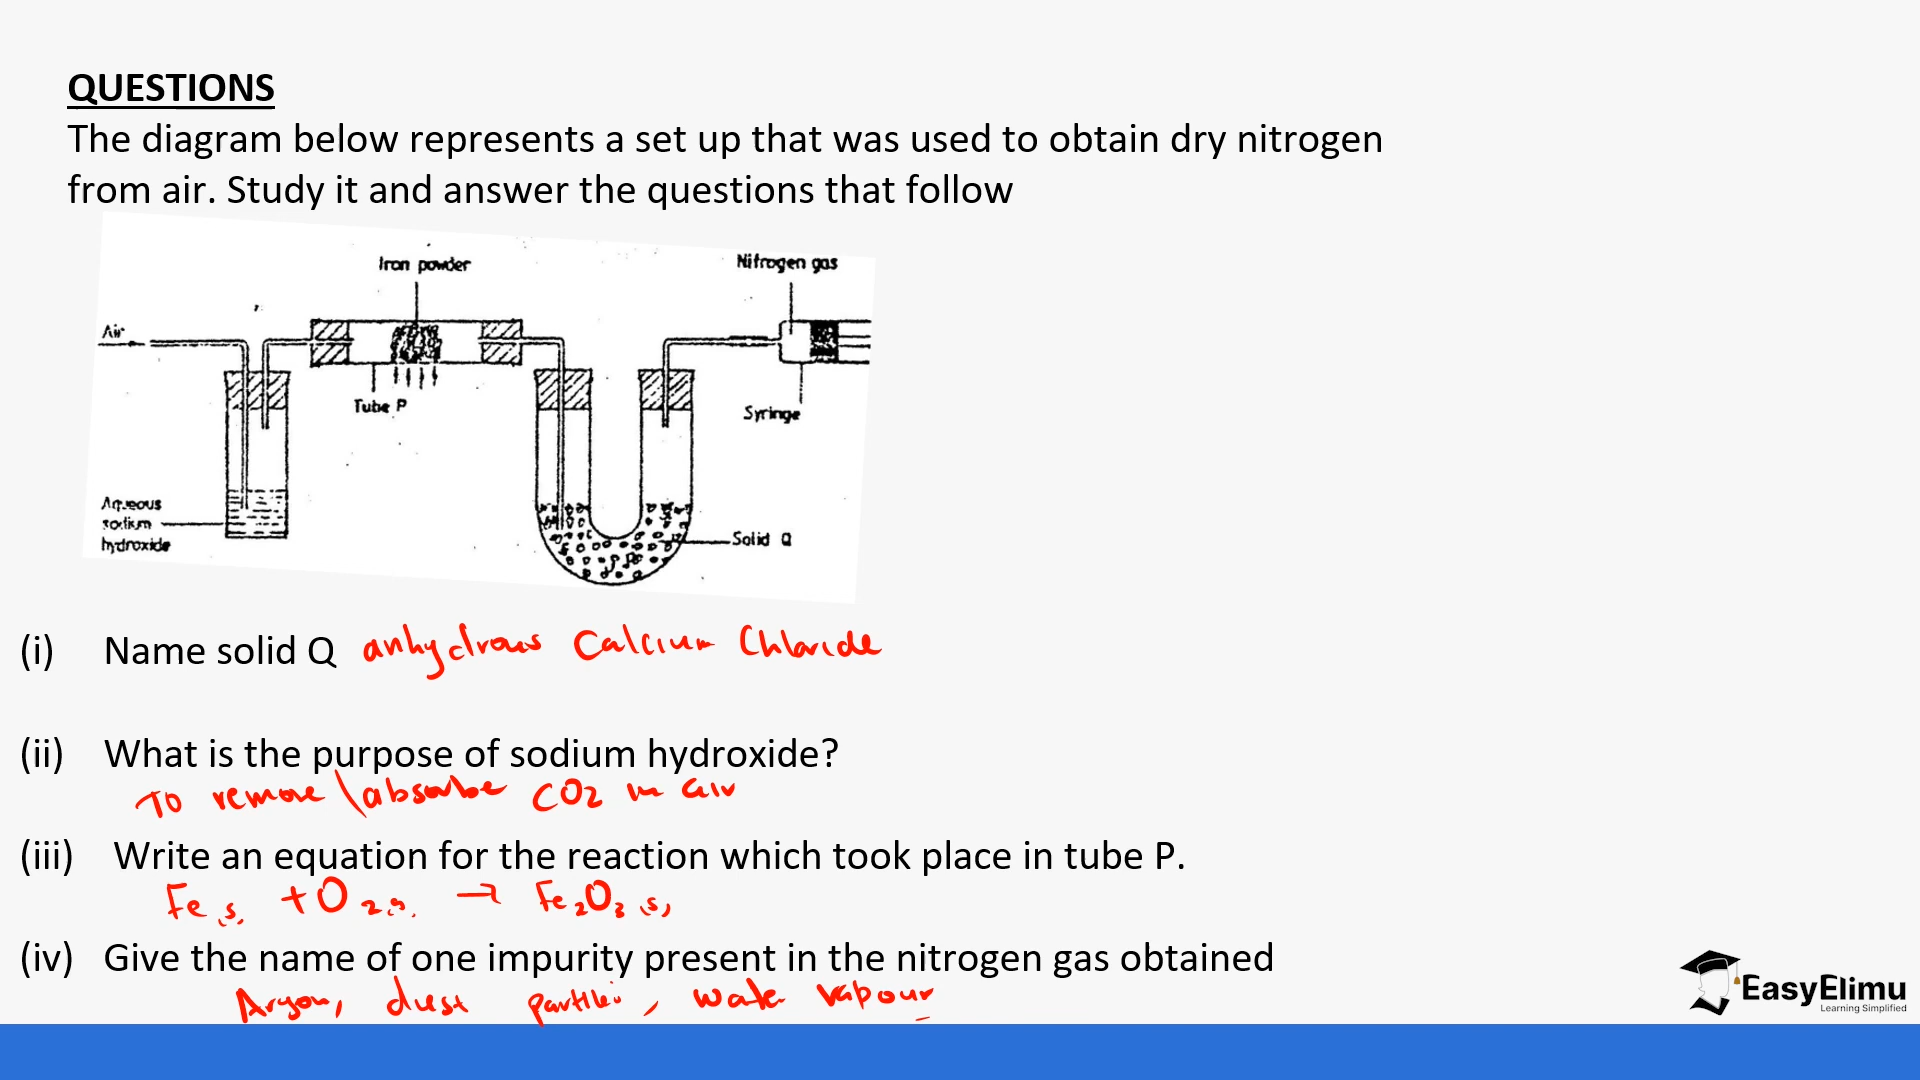 QUESTIONS
The diagram below represents a set up that was used to obtain dry nitrogen
from air. Study it and answer the questions that follow
Iron powder
Nitrogen gas
Air
Tube P
Syringe
Aqueous
sodium
hydroxide
Solid Q
(i) Name solid Q anhydrous Calcium Chloride
(ii) What is the purpose of sodium hydroxide?
To remove/absorbe CO2 in air
(iii) Write an equation for the reaction which took place in tube P.
Fe(s) + O2(g) → Fe2O3(s)
(iv) Give the name of one impurity present in the nitrogen gas obtained
Argon, dust particles, water vapour
EasyElimu
Learning Simplified